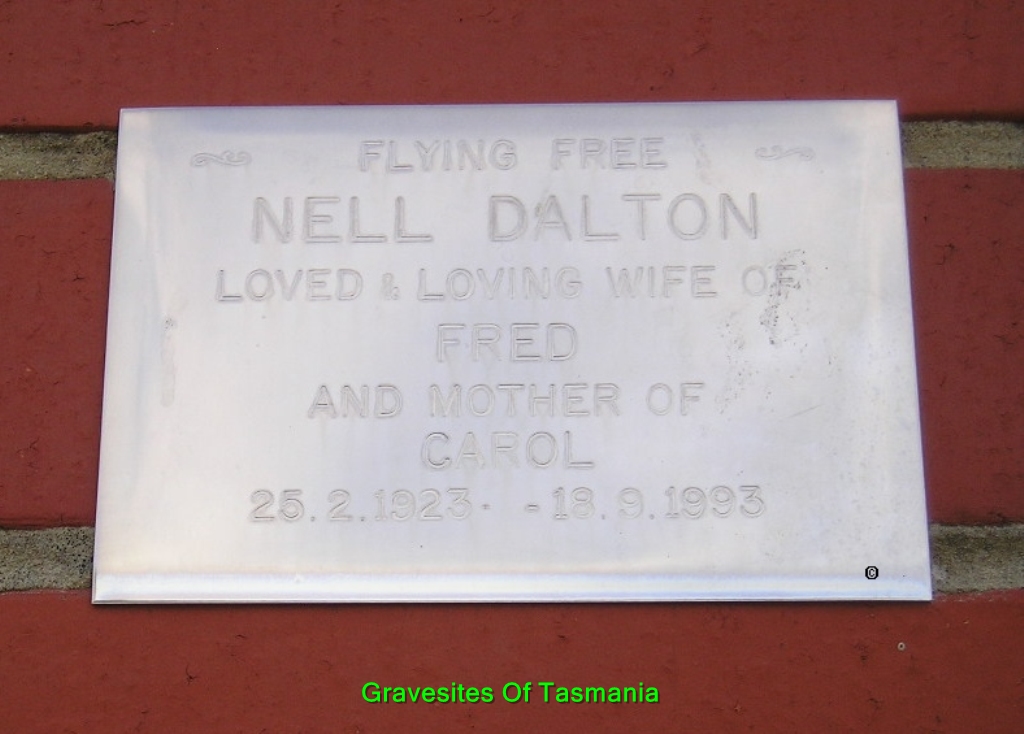 FLYING FREE
NELL DALTON
LOVED & LOVING WIFE OF
FRED
AND MOTHER OF
CAROL
25.2.1923 - 18.9.1993
©
Gravesites Of Tasmania